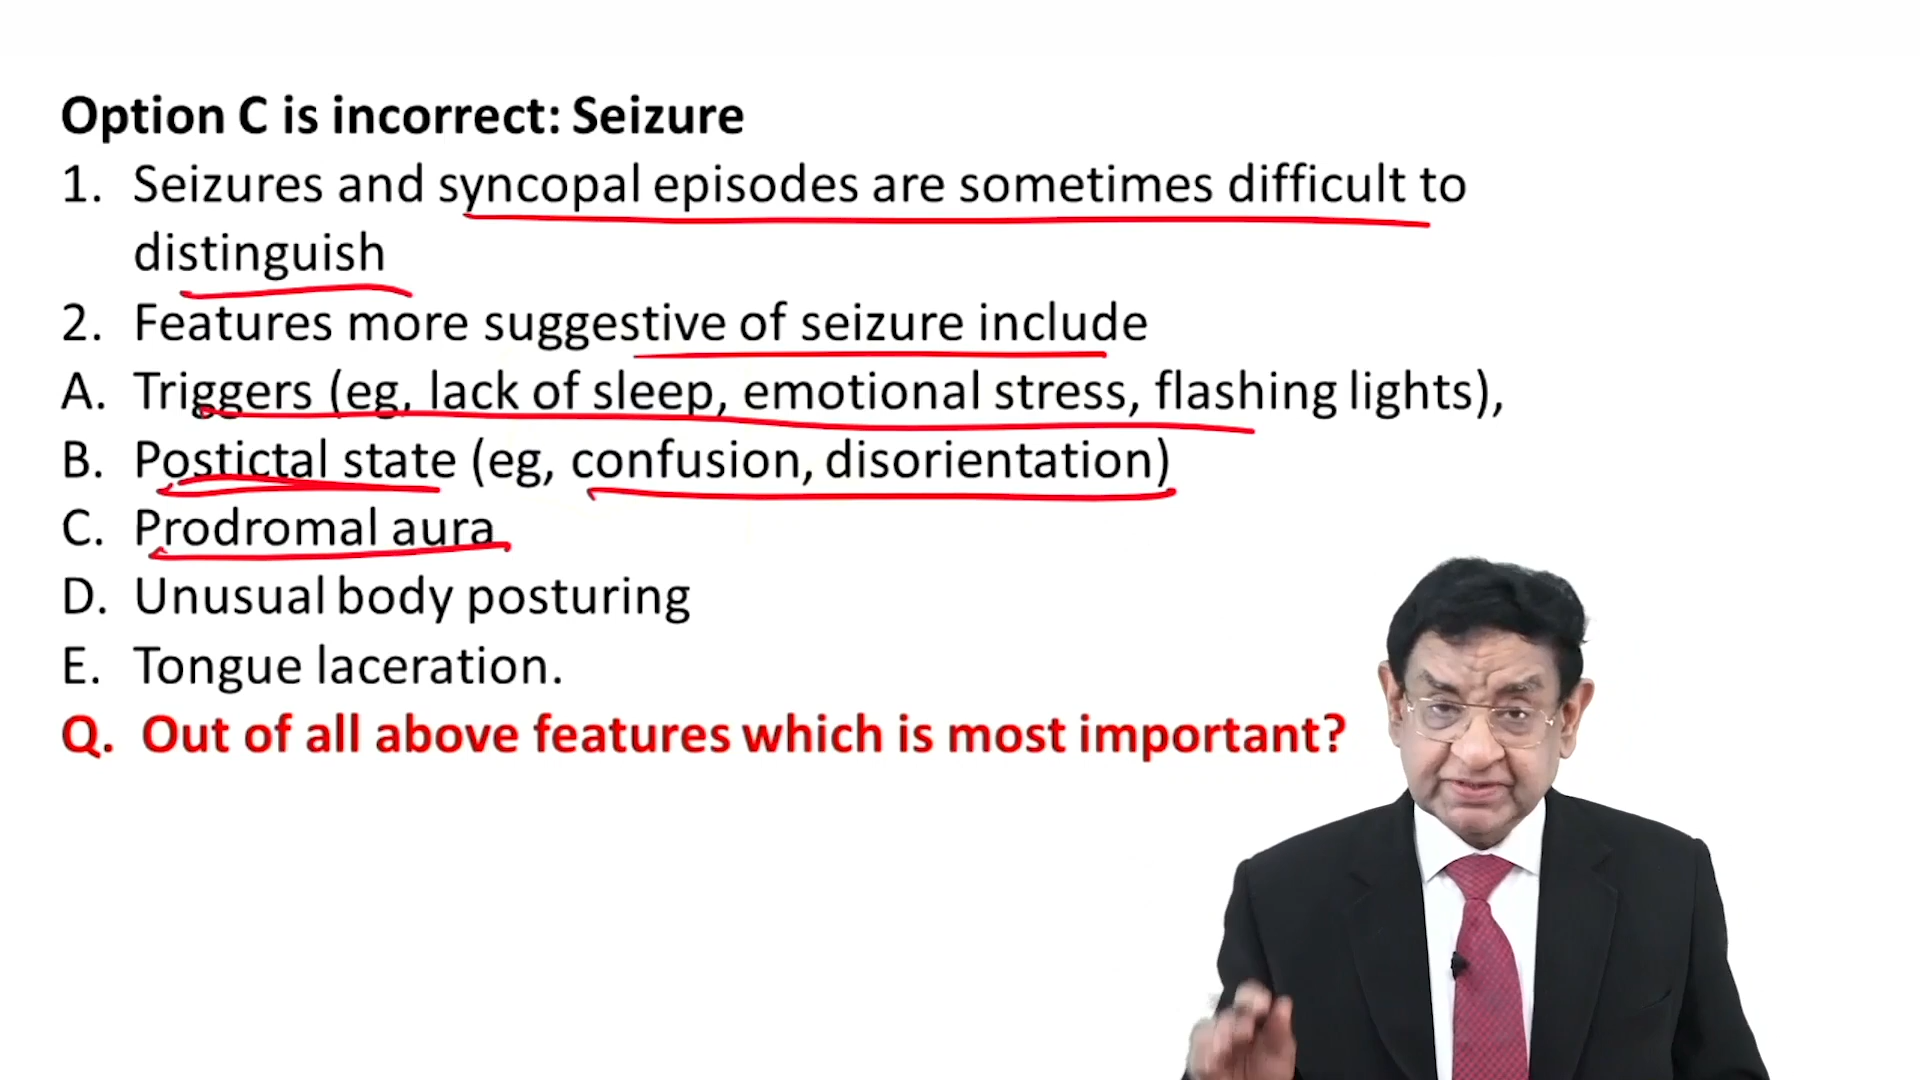 Option C is incorrect: Seizure
1. Seizures and syncopal episodes are sometimes difficult to
distinguish
2. Features more suggestive of seizure include
A. Triggers (eg, lack of sleep, emotional stress, flashing lights),
B. Postictal state (eg, confusion, disorientation)
C. Prodromal aura
D. Unusual body posturing
E. Tongue laceration.
Q. Out of all above features which is most important?